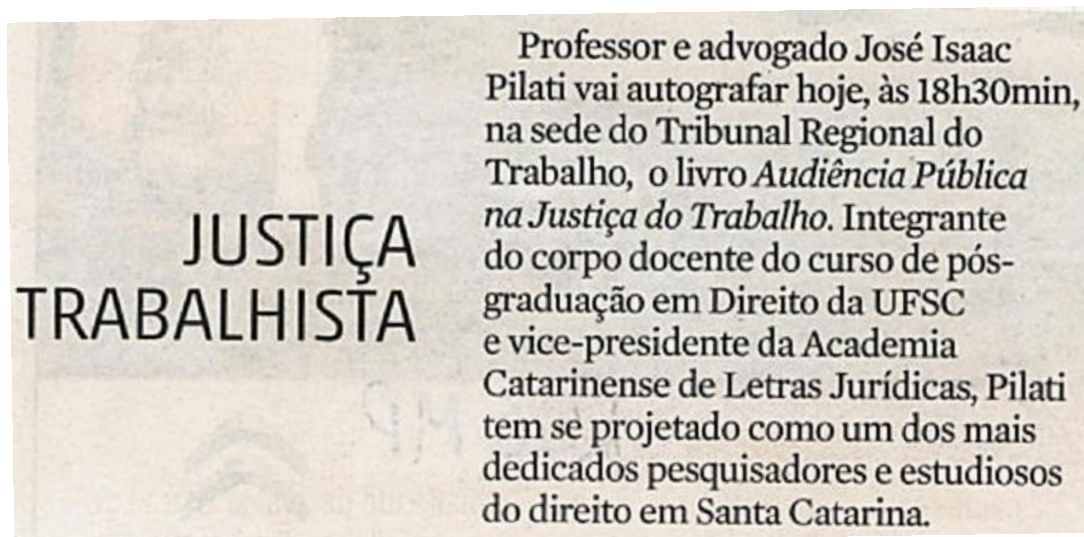 JUSTIÇA
TRABALHISTA
Professor e advogado José Isaac
Pilati vai autografar hoje, às 18h30min,
na sede do Tribunal Regional do
Trabalho, o livro Audiência Pública
na Justiça do Trabalho. Integrante
do corpo docente do curso de pós-
graduação em Direito da UFSC
e vice-presidente da Academia
Catarinense de Letras Jurídicas, Pilati
tem se projetado como um dos mais
dedicados pesquisadores e estudiosos
do direito em Santa Catarina.